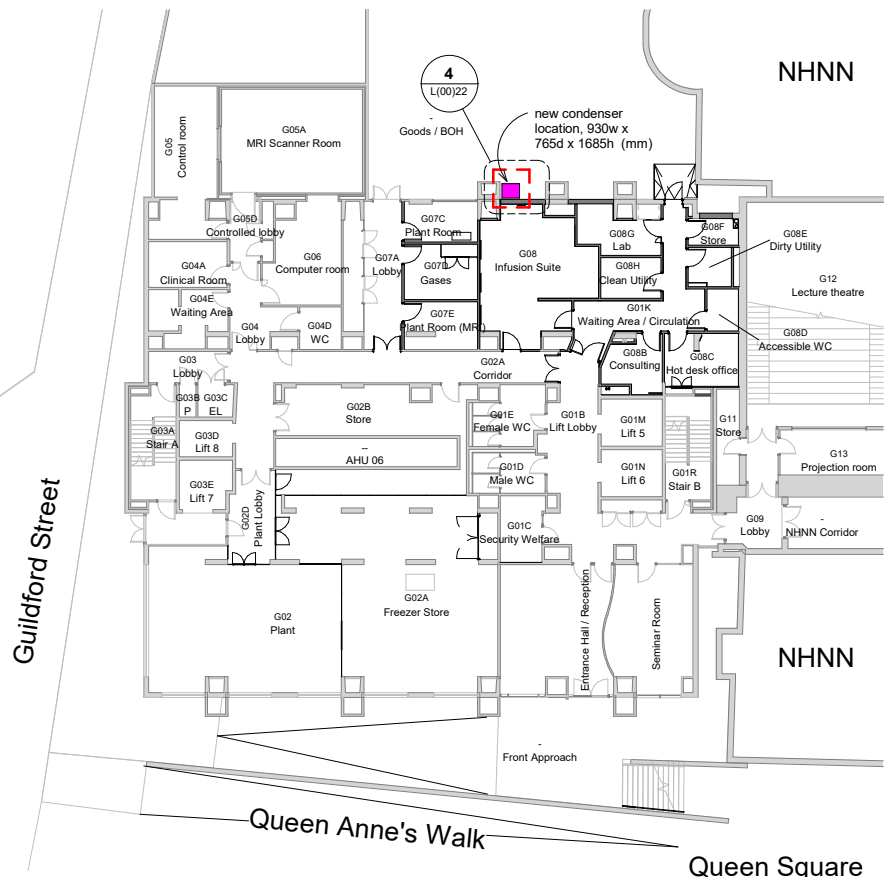 NHNN
4
L(00)22
-
Goods / BOH
new condenser
location, 930w x
765d x 1685h (mm)
G05
Control room
G05A
MRI Scanner Room
G05D
Controlled lobby
G04A
Clinical Room
G04E
Waiting Area
G04
Lobby
G04D
WC
G06
Computer room
G07A
Lobby
G07C
Plant Room
G07D
Gases
G07E
Plant Room (MRI)
G08
Infusion Suite
G08G
Lab
G08H
Clean Utility
G08F
Store
G08E
Dirty Utility
G12
Lecture theatre
G01K
Waiting Area / Circulation
G08D
Accessible WC
G08B
Consulting
G08C
Hot desk office
G03
Lobby
G02A
Corridor
G03B
P
G03C
EL
G03A
Stair A
G03D
Lift 8
G03E
Lift 7
G02B
Store
--
AHU 06
G01E
Female WC
G01D
Male WC
G01B
Lift Lobby
G01M
Lift 5
G01N
Lift 6
G01R
Stair B
G11
Store
G13
Projection room
G02D
Plant Lobby
G01C
Security Welfare
G09
Lobby
-
NHNN Corridor
G02
Plant
G02A
Freezer Store
Entrance Hall / Reception
Seminar Room
NHNN
Guildford Street
-
Front Approach
Queen Anne's Walk
Queen Square